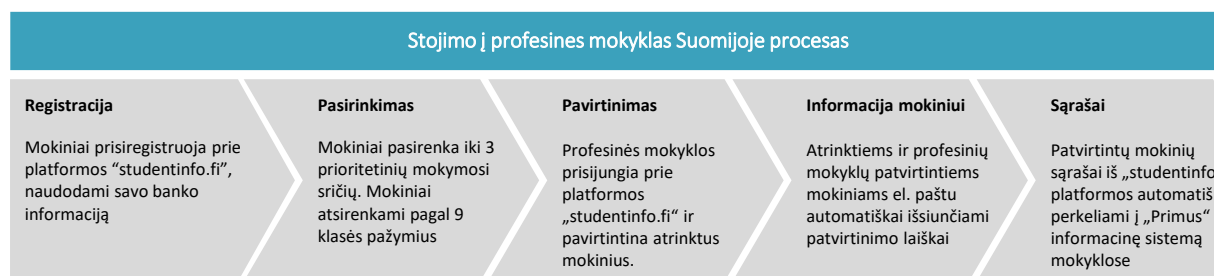 Stojimo į profesines mokyklas Suomijoje procesas
Registracija
Mokiniai prisiregistruoja prie
platformos “studentinfo.fi”,
naudodami savo banko
informaciją
Pasirinkimas
Mokiniai pasirenka iki 3
prioritetinių mokymosi
sričių. Mokiniai
atsirenkami pagal 9
klasės pažymius
Pavirtinimas
Profesinės mokyklos
prisijungia prie
platformos
„studentinfo.fi“ ir
pavirtintina atrinktus
mokinius.
Informacija mokiniui
Atrinktiems ir profesinių
mokyklų patvirtintiems
mokiniams el. paštu
automatiškai išsiunčiami
patvirtinimo laiškai
Sąrašai
Patvirtintų mokinių
sąrašai iš „studentinfo
platformos automatiš
perkeliami į „Primus“
informacinę sistemą
mokyklose